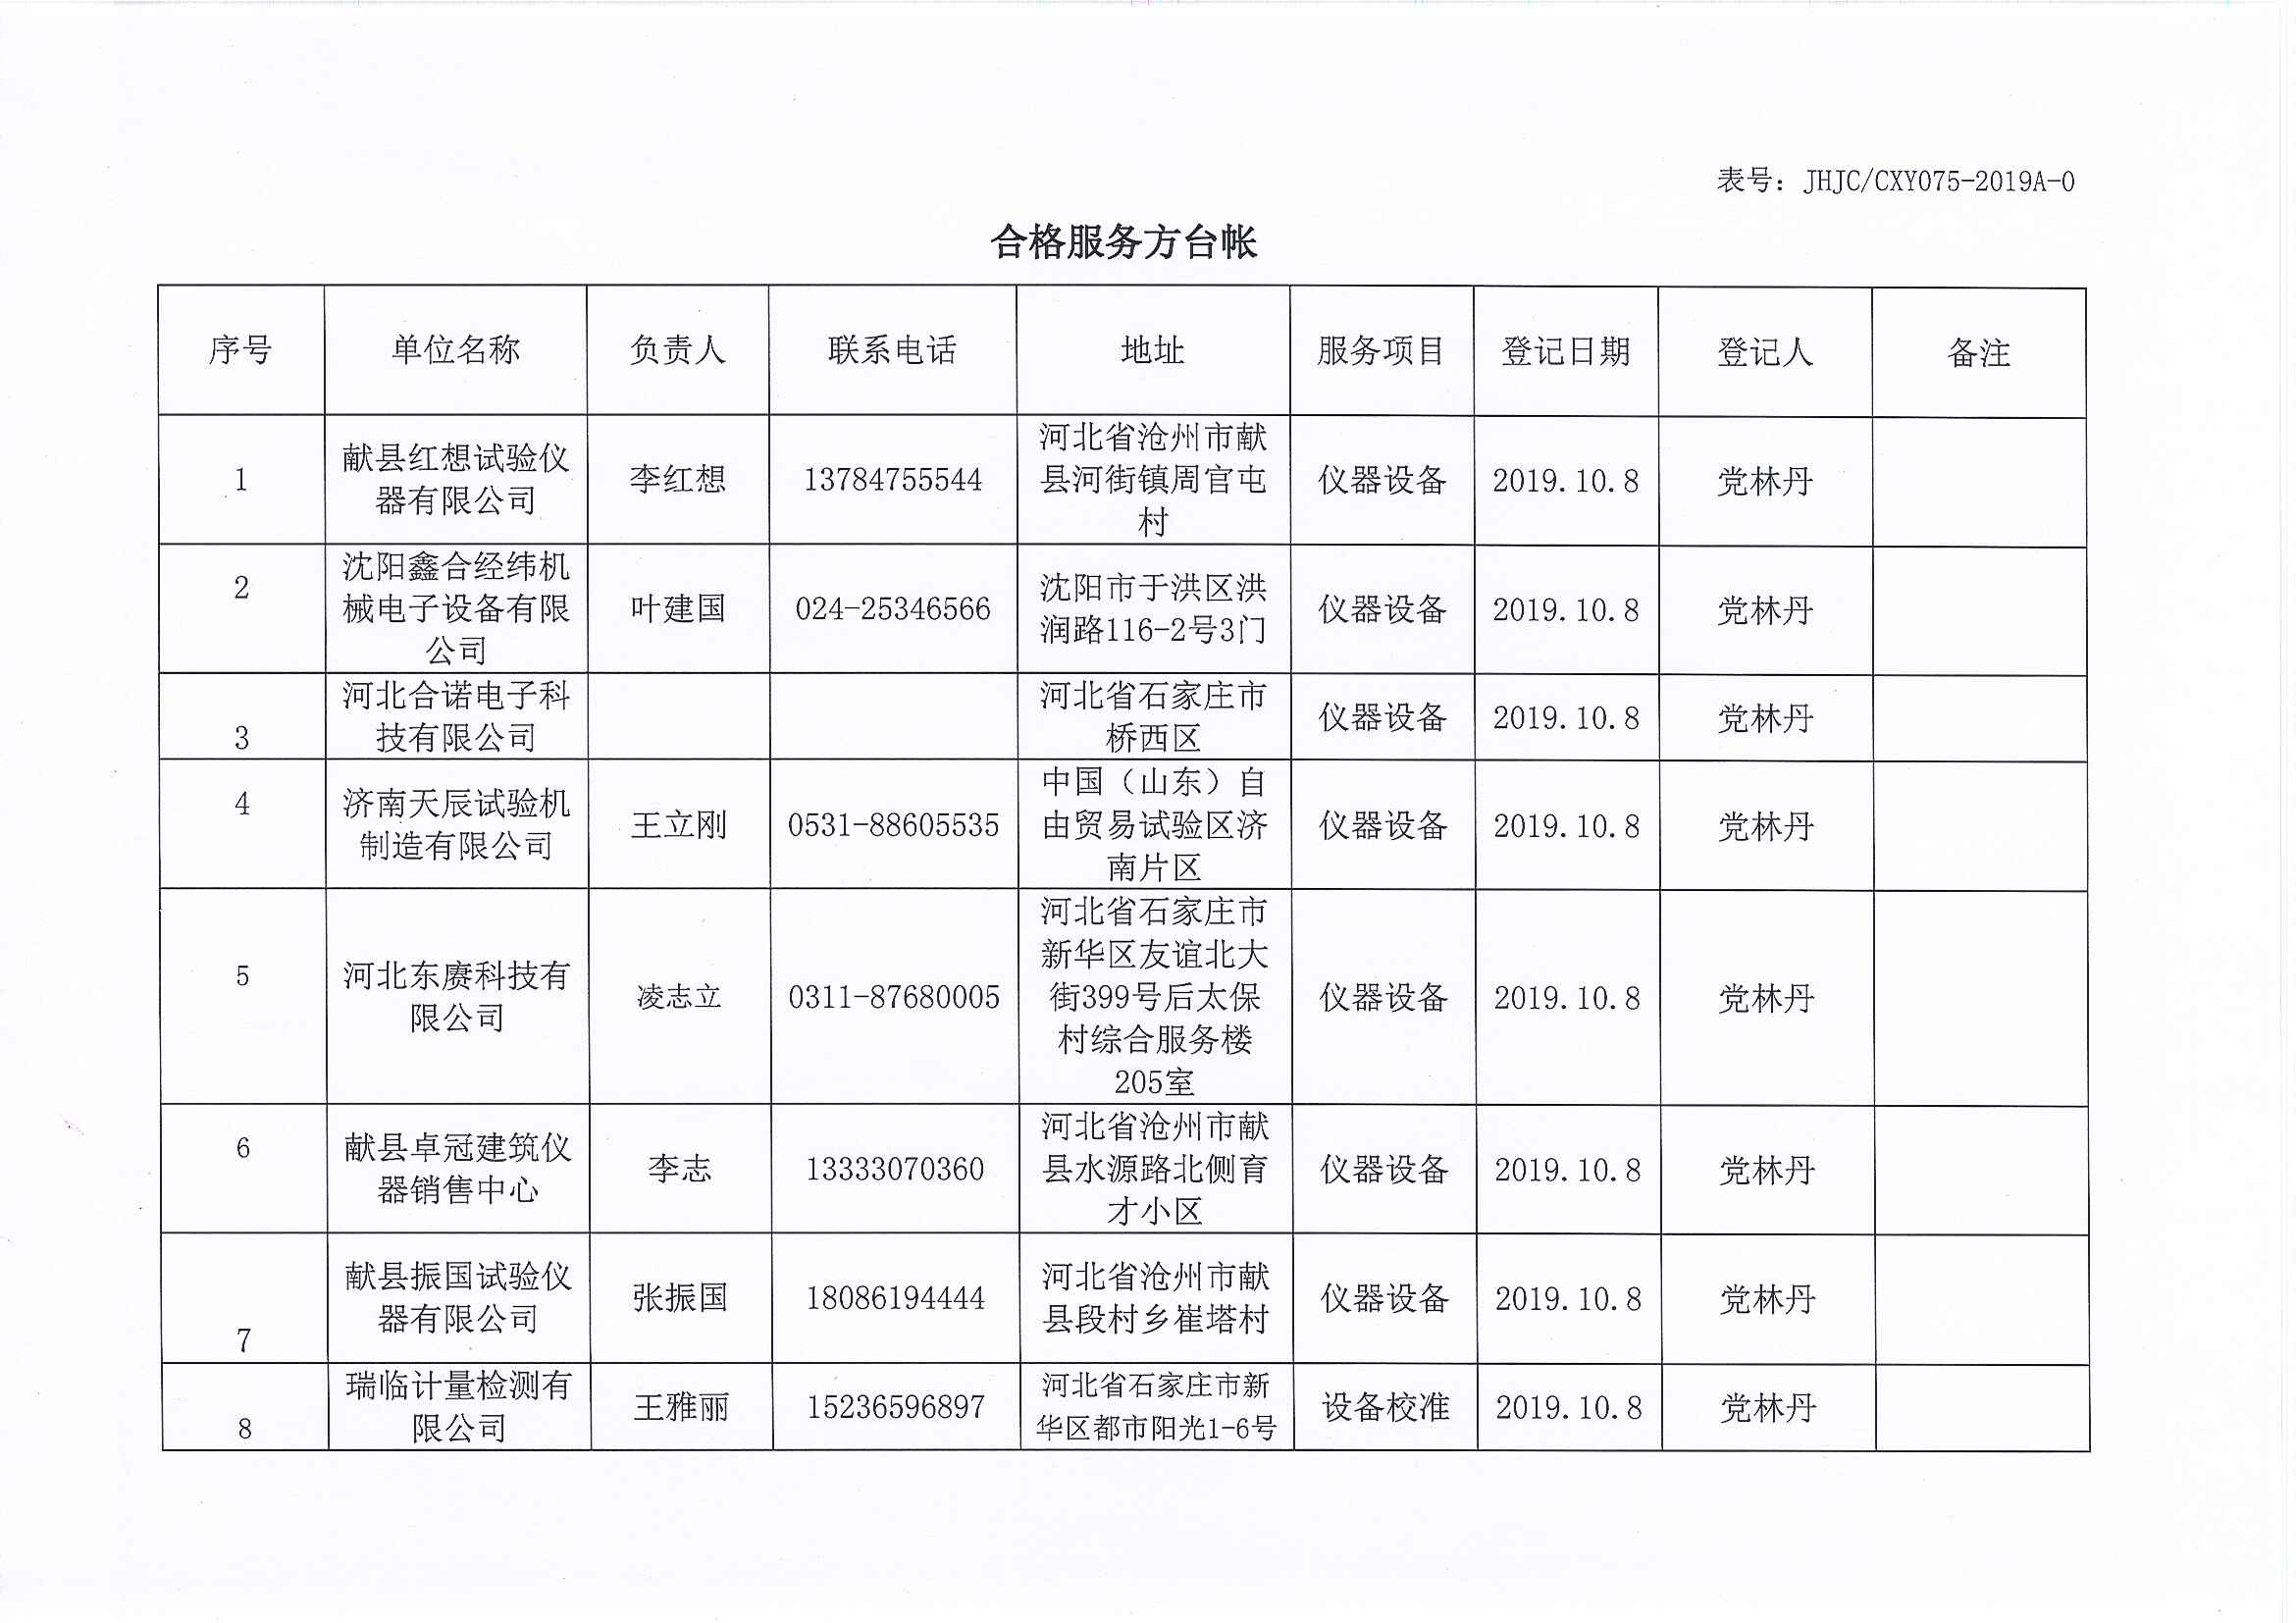 表号：JHJC/CXY075-2019A-0
合格服务方台帐
序号 单位名称 负责人 联系电话 地址 服务项目 登记日期 登记人 备注
1 献县红想试验仪器有限公司 李红想 13784755544 河北省沧州市献县河街镇周官屯村 仪器设备 2019.10.8 党林丹
2 沈阳鑫合经纬机械电子设备有限公司 叶建国 024-25346566 沈阳市于洪区洪润路116-2号3门 仪器设备 2019.10.8 党林丹
3 河北合诺电子科技有限公司 河北省石家庄市桥西区 仪器设备 2019.10.8 党林丹
4 济南天辰试验机制造有限公司 王立刚 0531-88605535 中国（山东）自由贸易试验区济南片区 仪器设备 2019.10.8 党林丹
5 河北东赛科技有限公司 凌志立 0311-87680005 河北省石家庄市新华区友谊北大街399号后太保村综合服务楼205室 仪器设备 2019.10.8 党林丹
6 献县卓冠建筑仪器销售中心 李志 13333070360 河北省沧州市献县水源路北侧育才小区 仪器设备 2019.10.8 党林丹
7 献县振国试验仪器有限公司 张振国 18086194444 河北省沧州市献县段村乡崔塔村 仪器设备 2019.10.8 党林丹
8 瑞临计量检测有限公司 王雅丽 15236596897 河北省石家庄市新华区都市阳光1-6号 设备校准 2019.10.8 党林丹